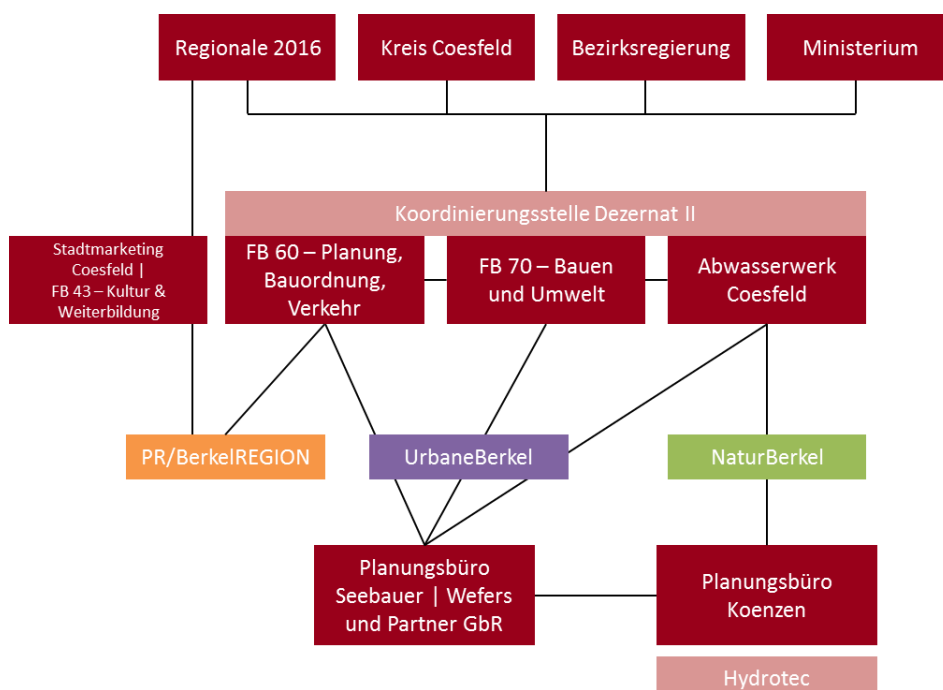 Regionale 2016
Kreis Coesfeld
Bezirksregierung
Ministerium
Koordinierungsstelle Dezernat II
Stadtmarketing
Coesfeld |
FB 43 – Kultur &
Weiterbildung
FB 60 – Planung,
Bauordnung,
Verkehr
FB 70 – Bauen
und Umwelt
Abwasserwerk
Coesfeld
PR/BerkelREGION
UrbaneBerkel
NaturBerkel
Planungsbüro
Seebauer | Wefers
und Partner GbR
Planungsbüro
Koenzen
Hydrotec